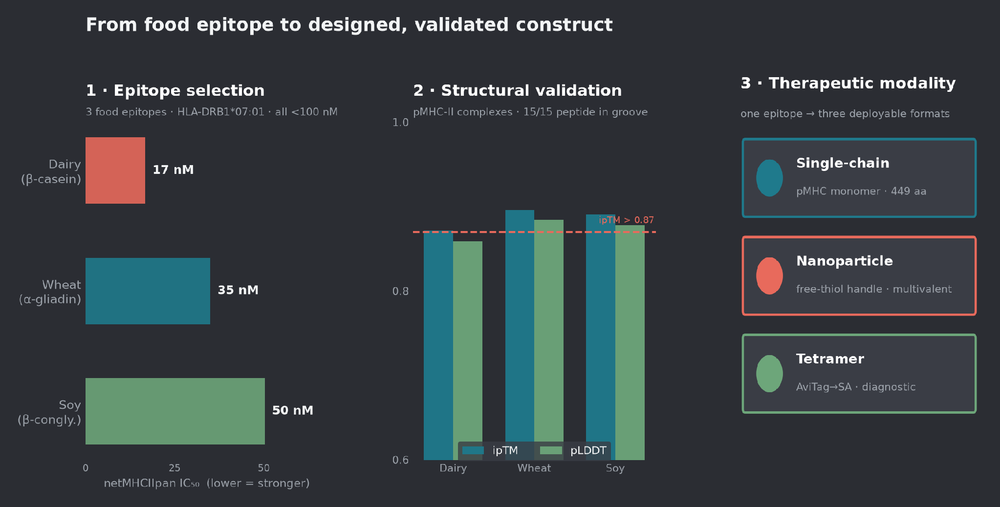 From food epitope to designed, validated construct
1 · Epitope selection
3 food epitopes · HLA-DRB1*07:01 · all <100 nM
Dairy
(β-casein)
17 nM
Wheat
(α-gliadin)
35 nM
Soy
(β-congly.)
50 nM
0 25 50
netMHCIIpan IC₅₀ (lower = stronger)
2 · Structural validation
pMHC-II complexes · 15/15 peptide in groove
1.0
ipTM > 0.87
0.8
0.6
ipTM pLDDT
Dairy Wheat Soy
3 · Therapeutic modality
one epitope → three deployable formats
Single-chain
pMHC monomer · 449 aa
Nanoparticle
free-thiol handle · multivalent
Tetramer
AviTag→SA · diagnostic